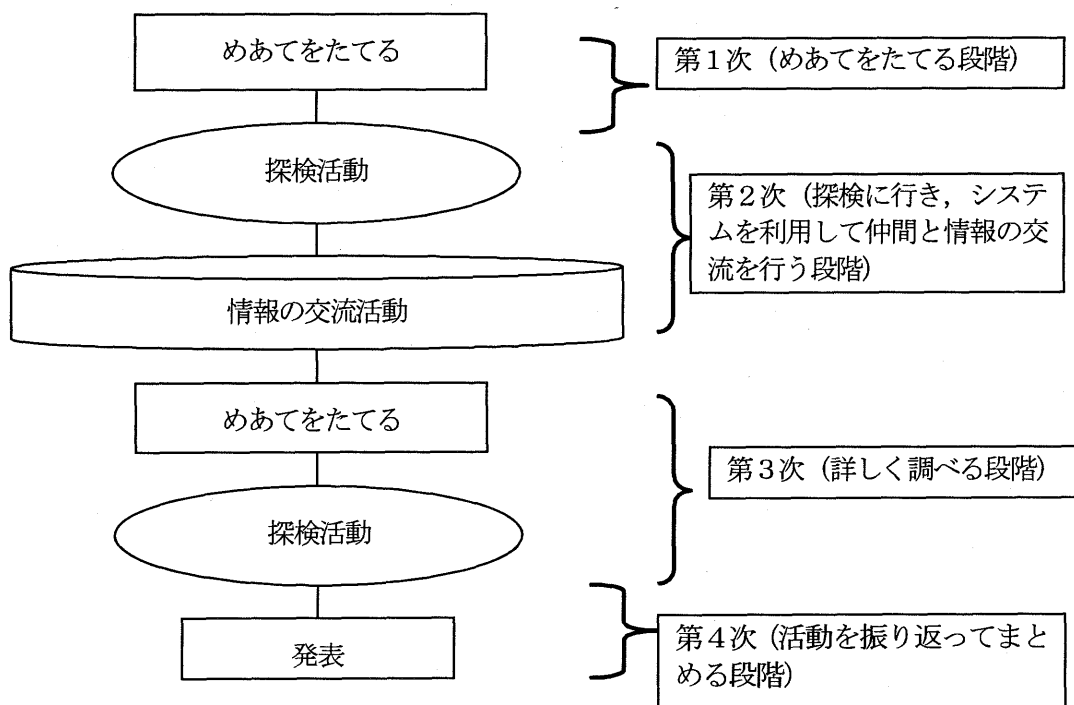 めあてをたてる
第１次（めあてをたてる段階）
探検活動
第２次（探検に行き，システ
ムを利用して仲間と情報の交
流を行う段階）
情報の交流活動
めあてをたてる
第３次（詳しく調べる段階）
探検活動
発表
第４次（活動を振り返ってまと
める段階）